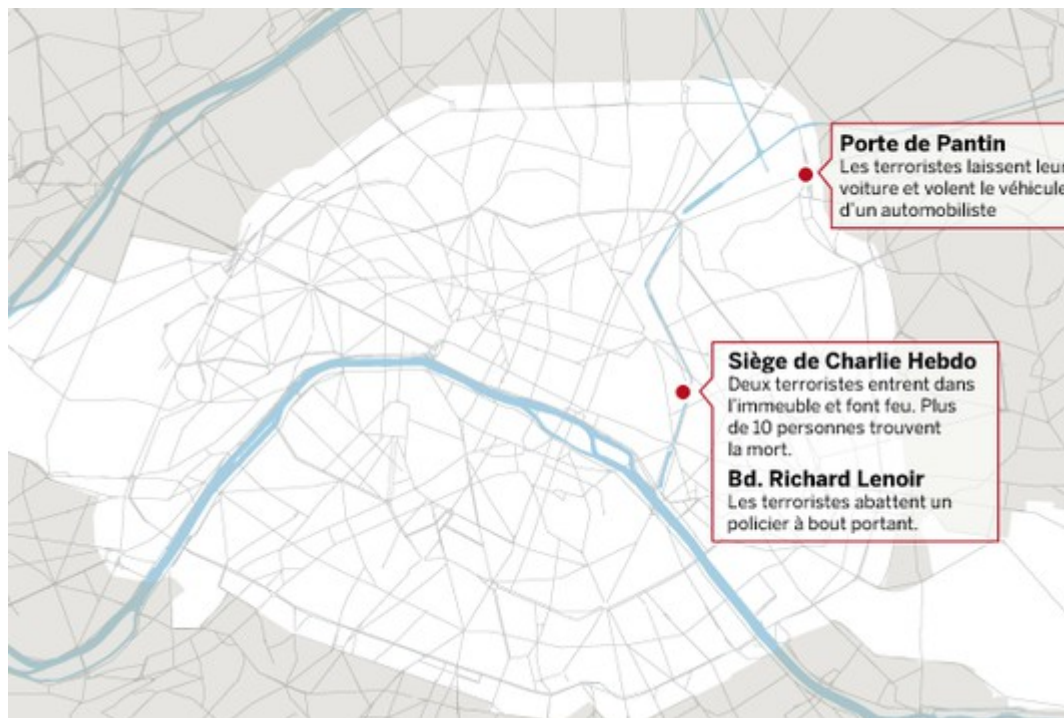 Porte de Pantin
Les terroristes laissent leur
voiture et volent le véhicule
d'un automobiliste
Siège de Charlie Hebdo
Deux terroristes entrent dans
l'immeuble et font feu. Plus
de 10 personnes trouvent
la mort.
Bd. Richard Lenoir
Les terroristes abattent un
policier à bout portant.